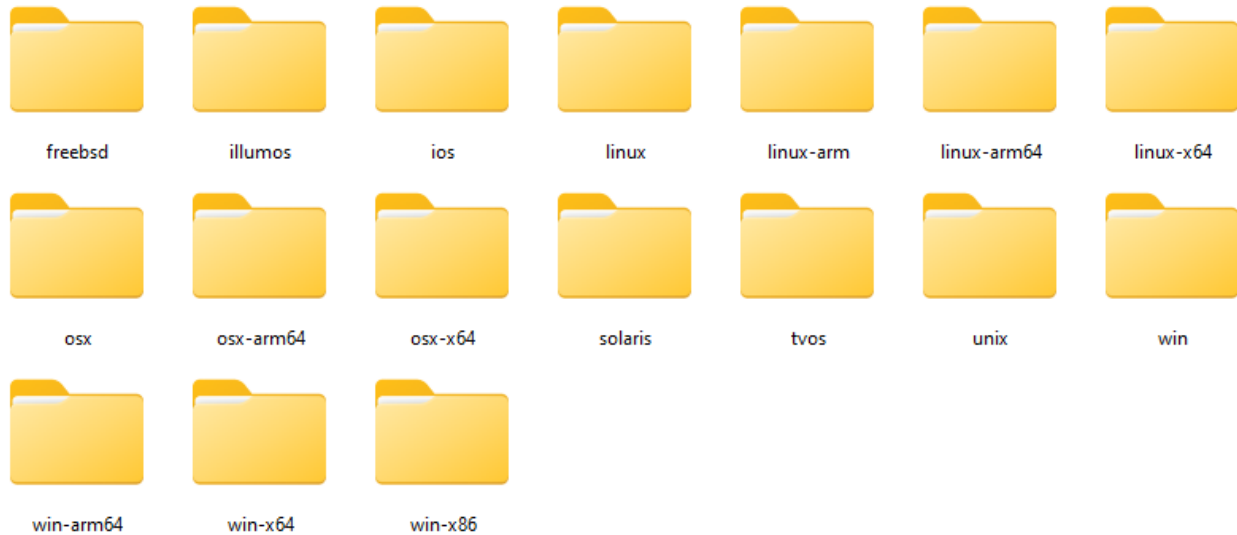 freebsd illumos ios linux linux-arm linux-arm64 linux-x64
osx osx-arm64 osx-x64 solaris tvos unix win
win-arm64 win-x64 win-x86